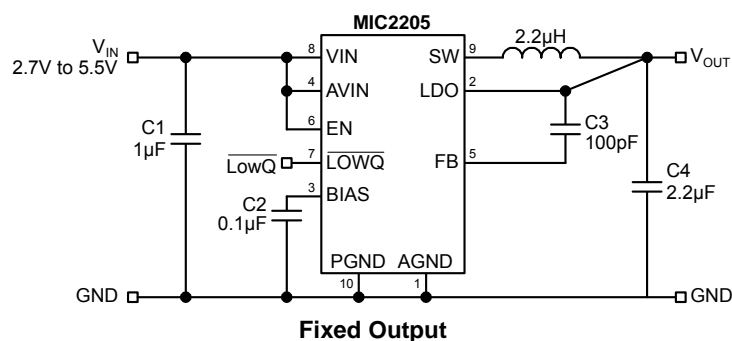 MIC2205
VIN
2.7V to 5.5V
8
VIN
SW
9
2.2µH
VOUT
4
AVIN
LDO
2
6
EN
C1
1µF
C3
100pF
LowQ
7
LOWQ
FB
5
C4
2.2µF
3
BIAS
C2
0.1µF
PGND
AGND
10
1
GND
GND
Fixed Output